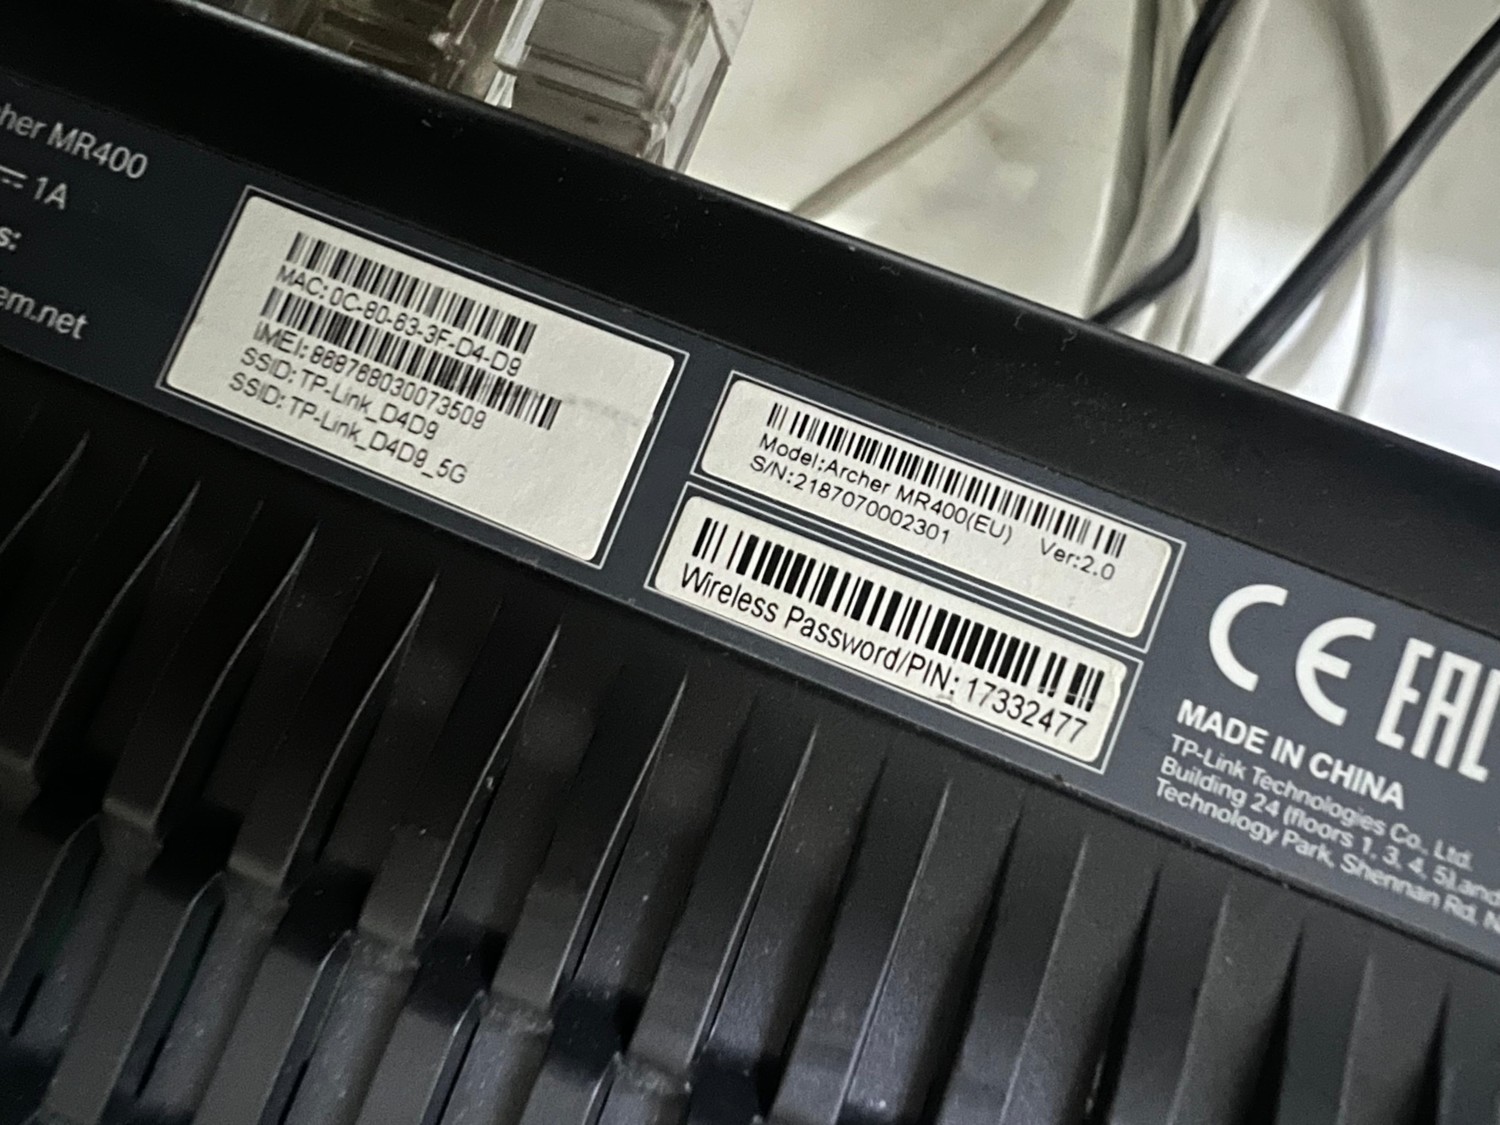 cher MR400
⎓ 1A
s:
em.net
MAC: 0C-80-63-3F-D4-D9
IMEI: 868768030073509
SSID: TP-Link_D4D9
SSID: TP-Link_D4D9_5G
Model:Archer MR400(EU) Ver:2.0
S/N:2187070002301
Wireless Password/PIN: 17332477
CE EAC
MADE IN CHINA
TP-Link Technologies Co., Ltd.
Building 24 (floors 1, 3, 4, 5) and
Technology Park, Shennan Rd, N